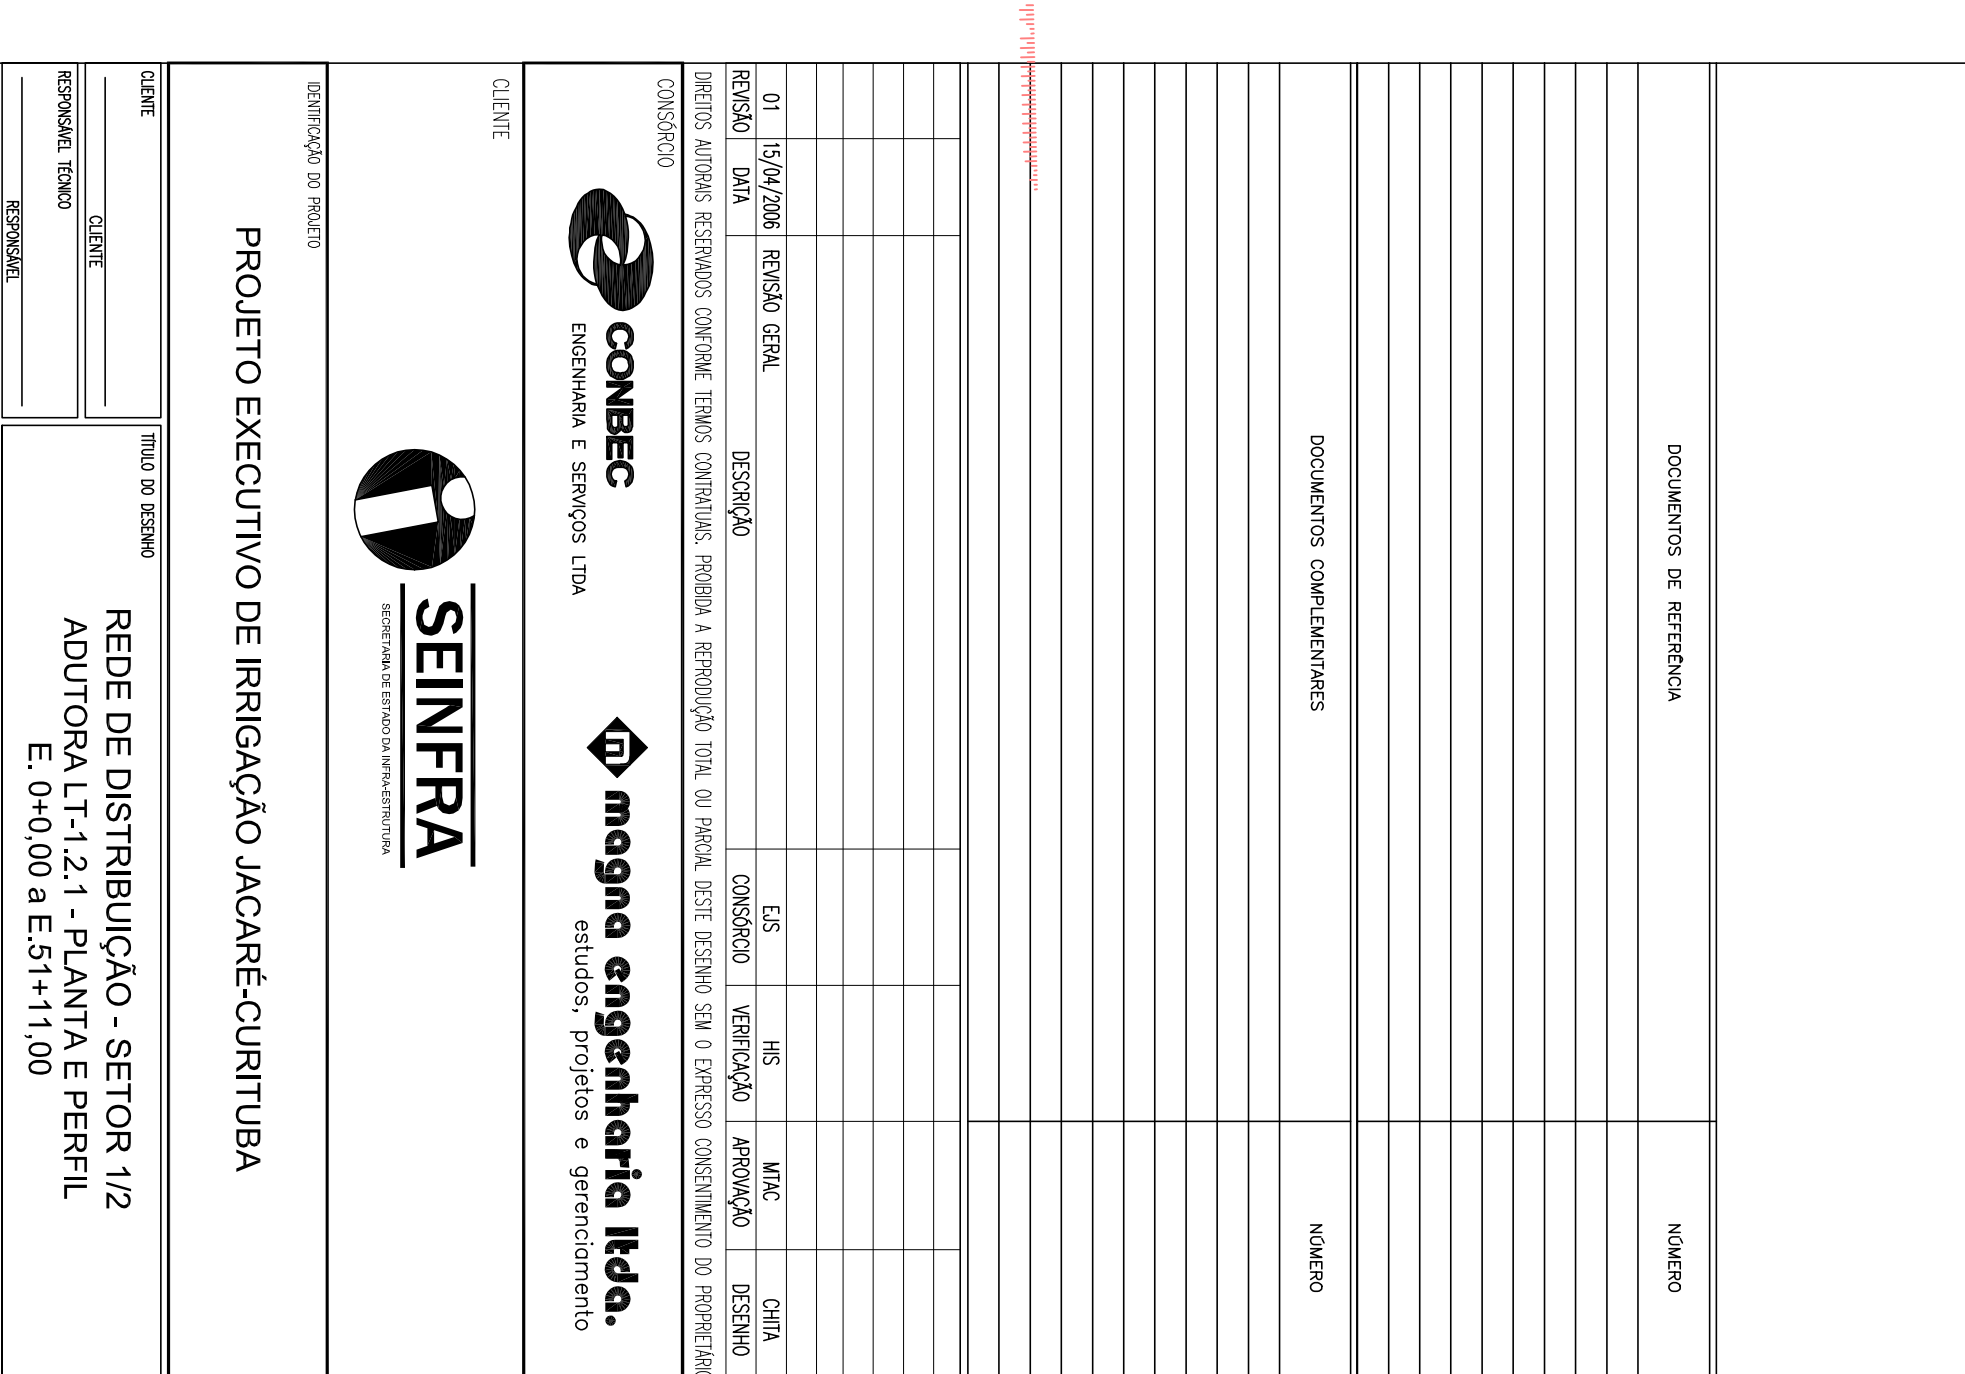 DOCUMENTOS DE REFERÊNCIA NÚMERO
DOCUMENTOS COMPLEMENTARES NÚMERO
01 15/04/2006 REVISÃO GERAL EJS HIS MTAC CHITA
REVISÃO DATA DESCRIÇÃO CONSÓRCIO VERIFICAÇÃO APROVAÇÃO DESENHO
DIREITOS AUTORAIS RESERVADOS CONFORME TERMOS CONTRATUAIS. PROIBIDA A REPRODUÇÃO TOTAL OU PARCIAL DESTE DESENHO SEM O EXPRESSO CONSENTIMENTO DO PROPRIETÁRIO
CONSÓRCIO
CONBEC
ENGENHARIA E SERVIÇOS LTDA
m magna engenharia ltda.
estudos, projetos e gerenciamento
CLIENTE
SEINFRA
SECRETARIA DE ESTADO DA INFRA-ESTRUTURA
IDENTIFICAÇÃO DO PROJETO
PROJETO EXECUTIVO DE IRRIGAÇÃO JACARÉ-CURITUBA
CLIENTE
CLIENTE
RESPONSÁVEL TÉCNICO
RESPONSÁVEL
TÍTULO DO DESENHO
REDE DE DISTRIBUIÇÃO - SETOR 1/2
ADUTORA LT-1.2.1 - PLANTA E PERFIL
E. 0+0,00 a E.51+11,00